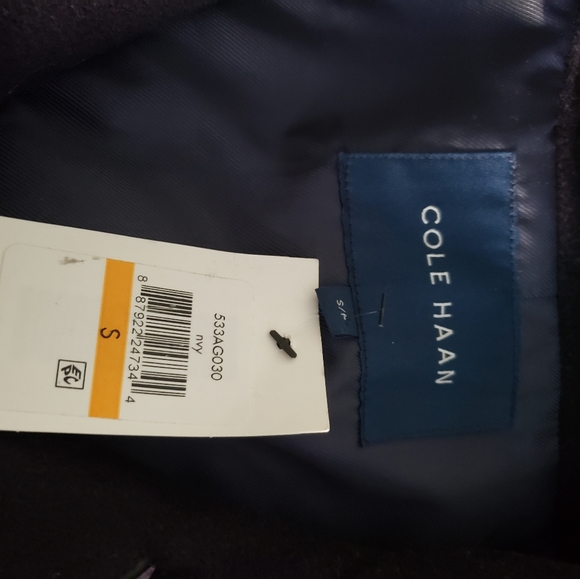 COLE HAAN
S/P
533AG030
nvy
8 87922 24734 4
S